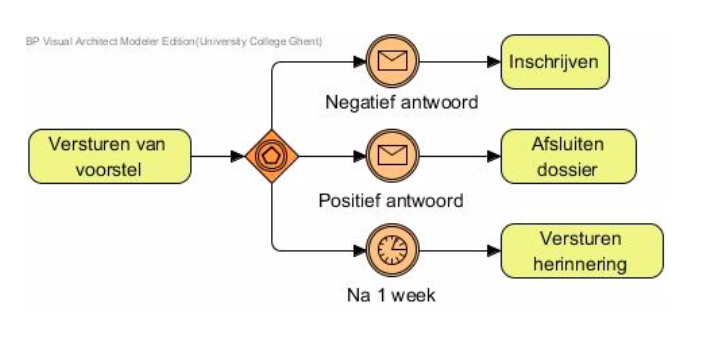 BP Visual Architect Modeler Edition(University College Ghent)
Inschrijven
Negatief antwoord
Versturen van
voorstel
Afsluiten
dossier
Positief antwoord
Versturen
herinnering
Na 1 week